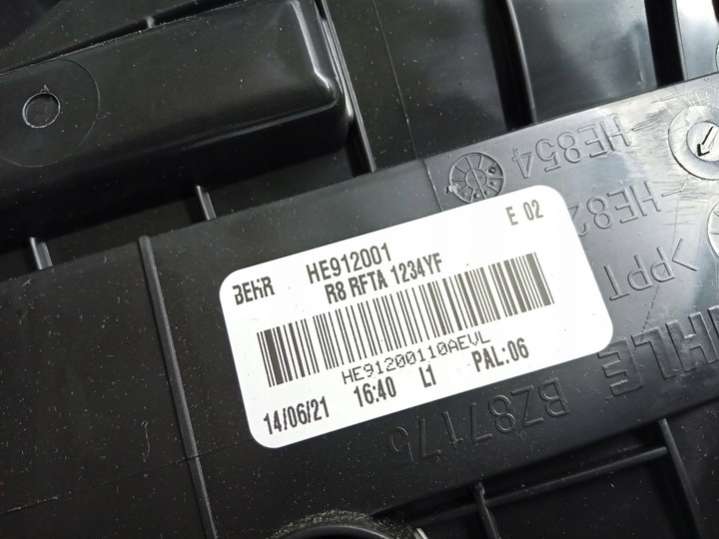 BEHR HE912001 E 02
R8 RFTA 1234YF
HE91200110AEVL
14/06/21 16:40 L1 PAL:06
HE854
HE82
>PPT
HLE BZ87175